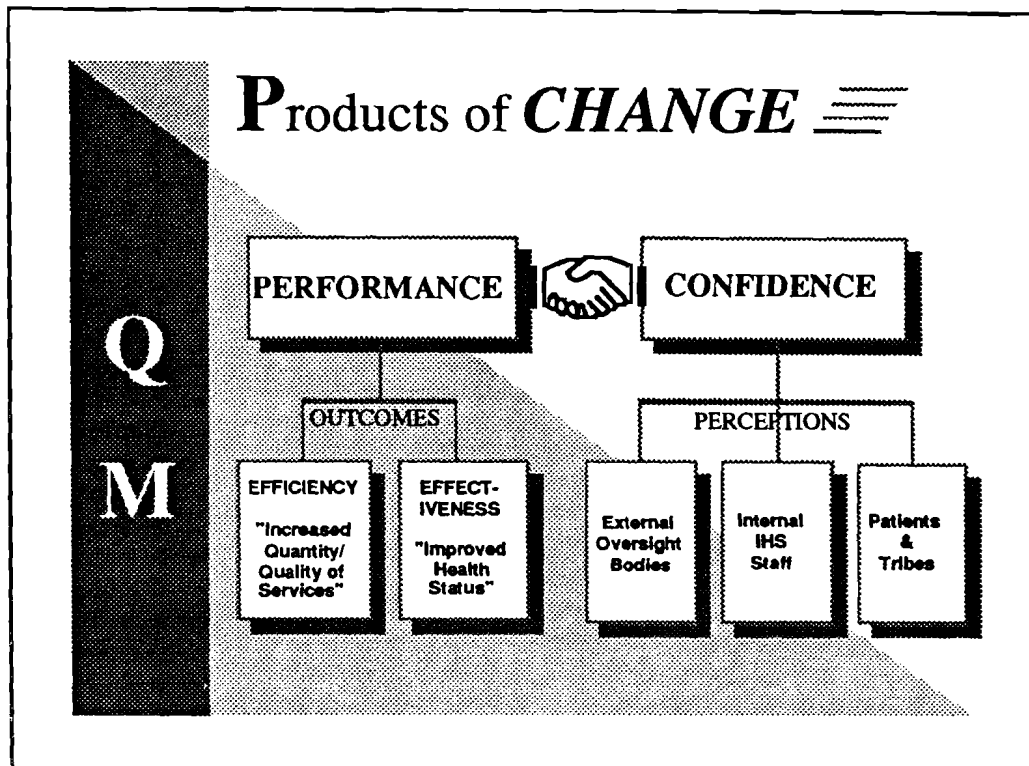 Products of CHANGE
Q
M
PERFORMANCE
CONFIDENCE
OUTCOMES
PERCEPTIONS
EFFICIENCY
"Increased
Quantity/
Quality of
Services"
EFFECT-
IVENESS
"Improved
Health
Status"
External
Oversight
Bodies
Internal
IHS
Staff
Patients
&
Tribes